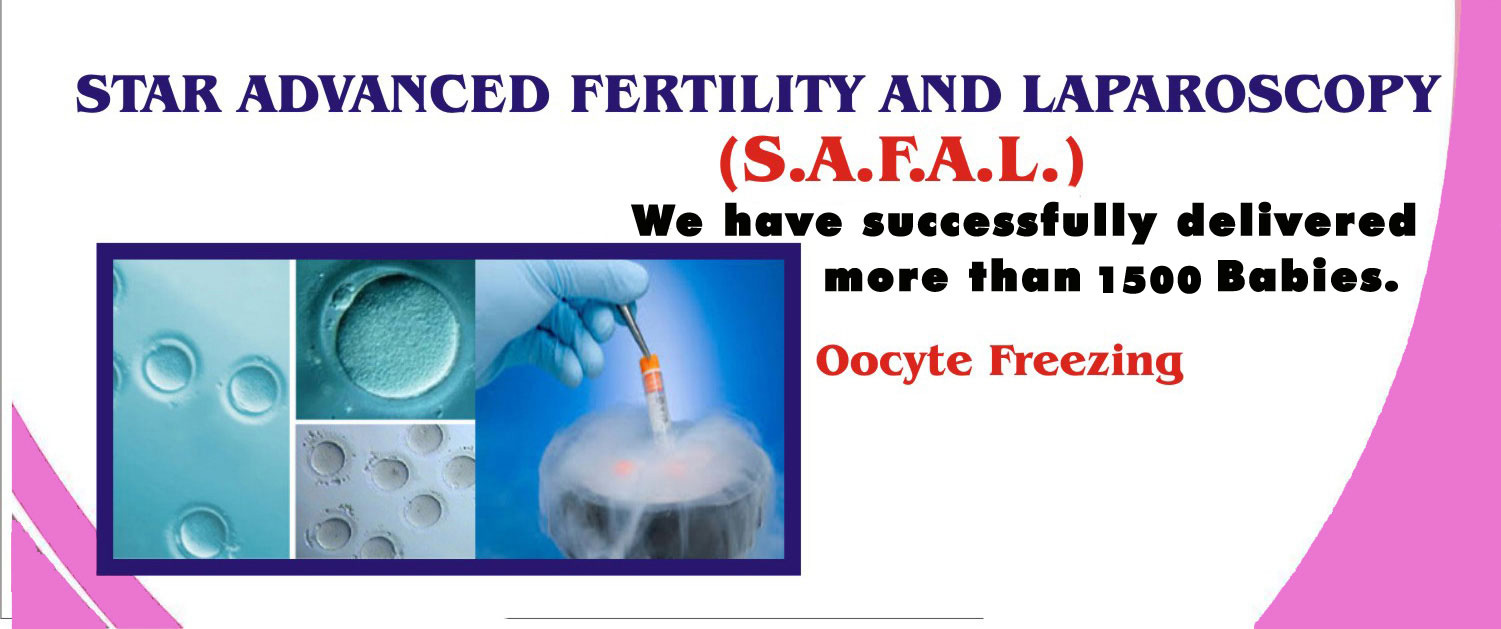 STAR ADVANCED FERTILITY AND LAPAROSCOPY
(S.A.F.A.L.)
We have successfully delivered
more than 1500 Babies.
Oocyte Freezing